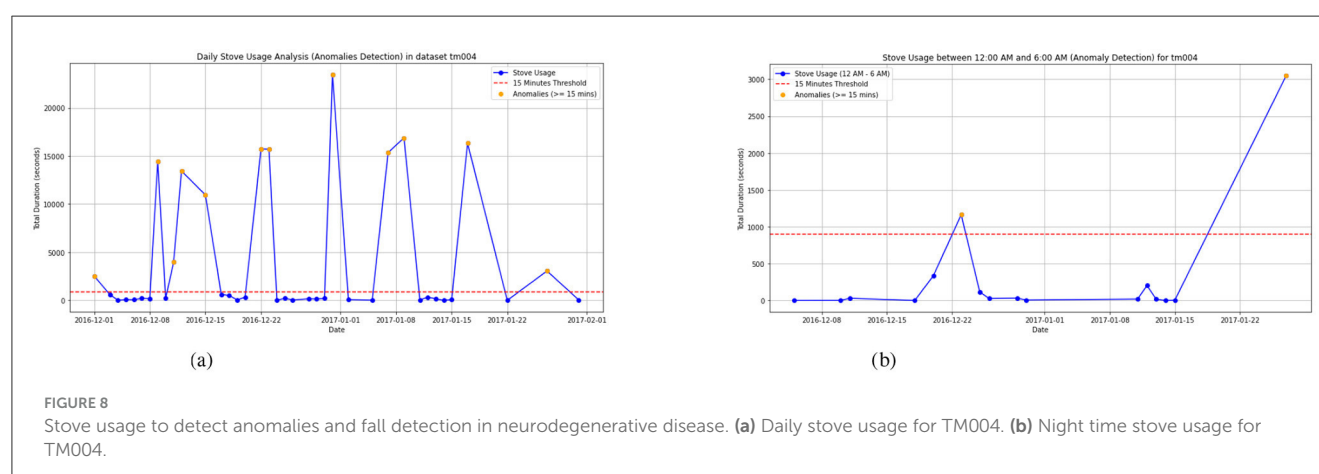 Daily Stove Usage Analysis (Anomalies Detection) in dataset tm004
Stove Usage
15 Minutes Threshold
Anomalies (>= 15 mins)
Total Duration (seconds)
20000
15000
10000
5000
0
2016-12-01 2016-12-08 2016-12-15 2016-12-22 2017-01-01 2017-01-08 2017-01-15 2017-01-22 2017-02-01
Date
(a)
Stove Usage between 12:00 AM and 6:00 AM (Anomaly Detection) for tm004
Stove Usage (12 AM - 6 AM)
15 Minutes Threshold
Anomalies (>= 15 mins)
Total Duration (seconds)
3000
2500
2000
1500
1000
500
0
2016-12-08 2016-12-15 2016-12-22 2017-01-01 2017-01-08 2017-01-15 2017-01-22
Date
(b)
FIGURE 8
Stove usage to detect anomalies and fall detection in neurodegenerative disease. (a) Daily stove usage for TM004. (b) Night time stove usage for
TM004.